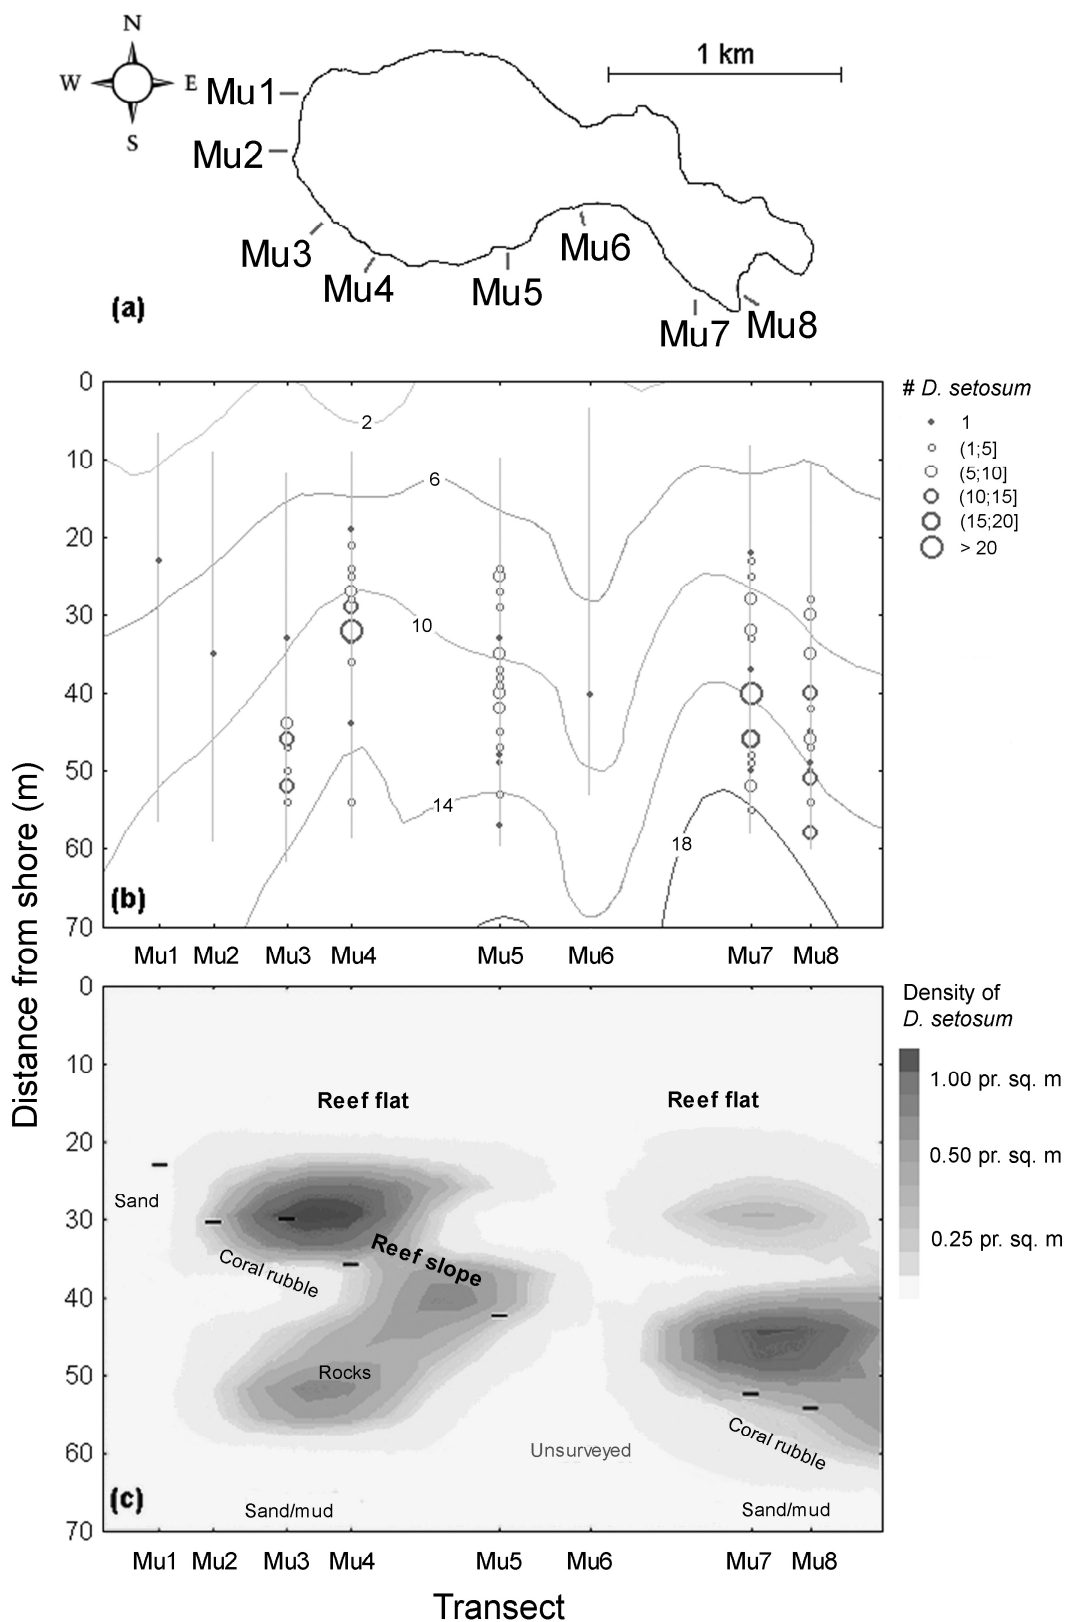 N
W E
S
1 km
Mu1
Mu2
Mu3
Mu4
Mu5
Mu6
Mu7
Mu8
(a)
Distance from shore (m)
0
10
20
30
40
50
60
70
2
6
10
14
18
(b)
# D. setosum
1
(1;5]
(5;10]
(10;15]
(15;20]
> 20
Mu1 Mu2 Mu3 Mu4 Mu5 Mu6 Mu7 Mu8
0
10
20
30
40
50
60
70
Reef flat
Reef flat
Sand
Coral rubble
Reef slope
Rocks
Unsurveyed
Coral rubble
Sand/mud
Sand/mud
(c)
Density of
D. setosum
1.00 pr. sq. m
0.50 pr. sq. m
0.25 pr. sq. m
Mu1 Mu2 Mu3 Mu4 Mu5 Mu6 Mu7 Mu8
Transect